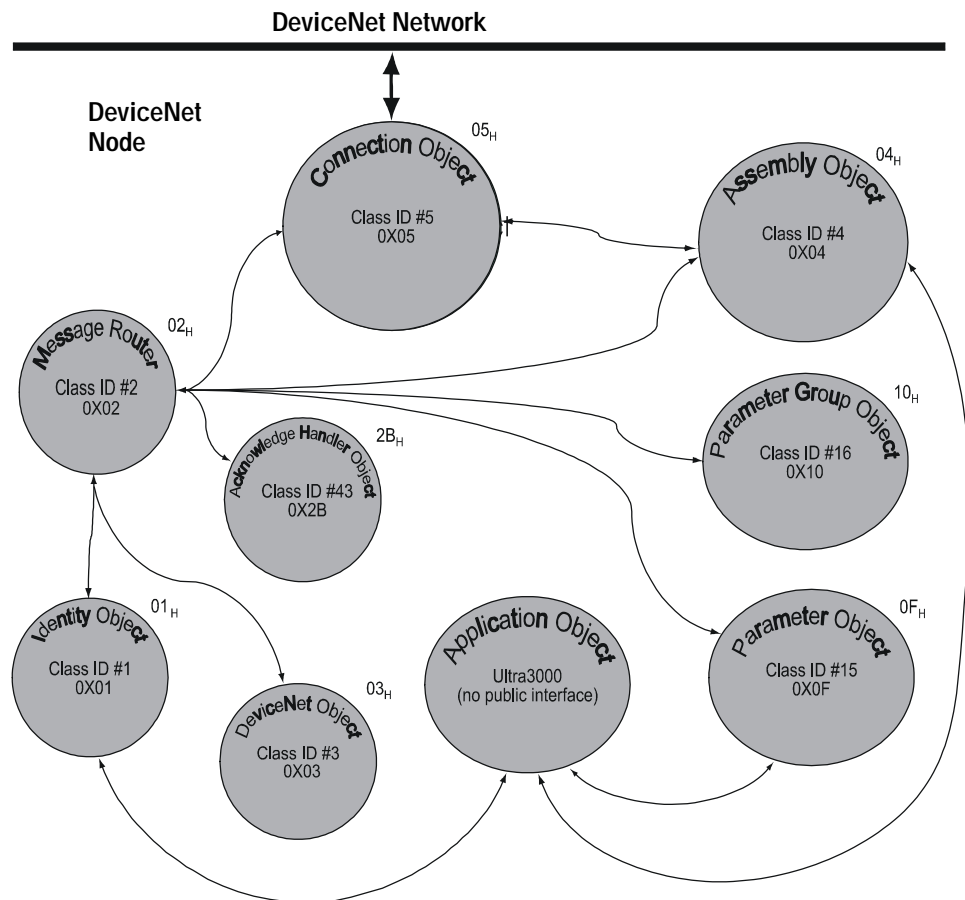 DeviceNet Network
DeviceNet
Node
05H
Connection Object
Class ID #5
0X05
04H
Assembly Object
Class ID #4
0X04
02H
Message Router
Class ID #2
0X02
2BH
Acknowledge Handler Object
Class ID #43
0X2B
10H
Parameter Group Object
Class ID #16
0X10
01H
Identity Object
Class ID #1
0X01
03H
DeviceNet Object
Class ID #3
0X03
Application Object
Ultra3000
(no public interface)
0FH
Parameter Object
Class ID #15
0X0F